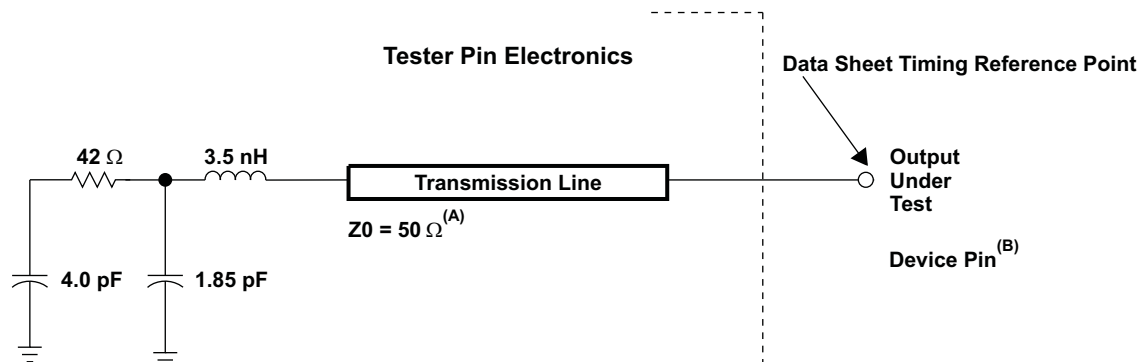 Tester Pin Electronics
Data Sheet Timing Reference Point
42 Ω
3.5 nH
Transmission Line
Output
Under
Test
Z0 = 50 Ω(A)
Device Pin(B)
4.0 pF
1.85 pF